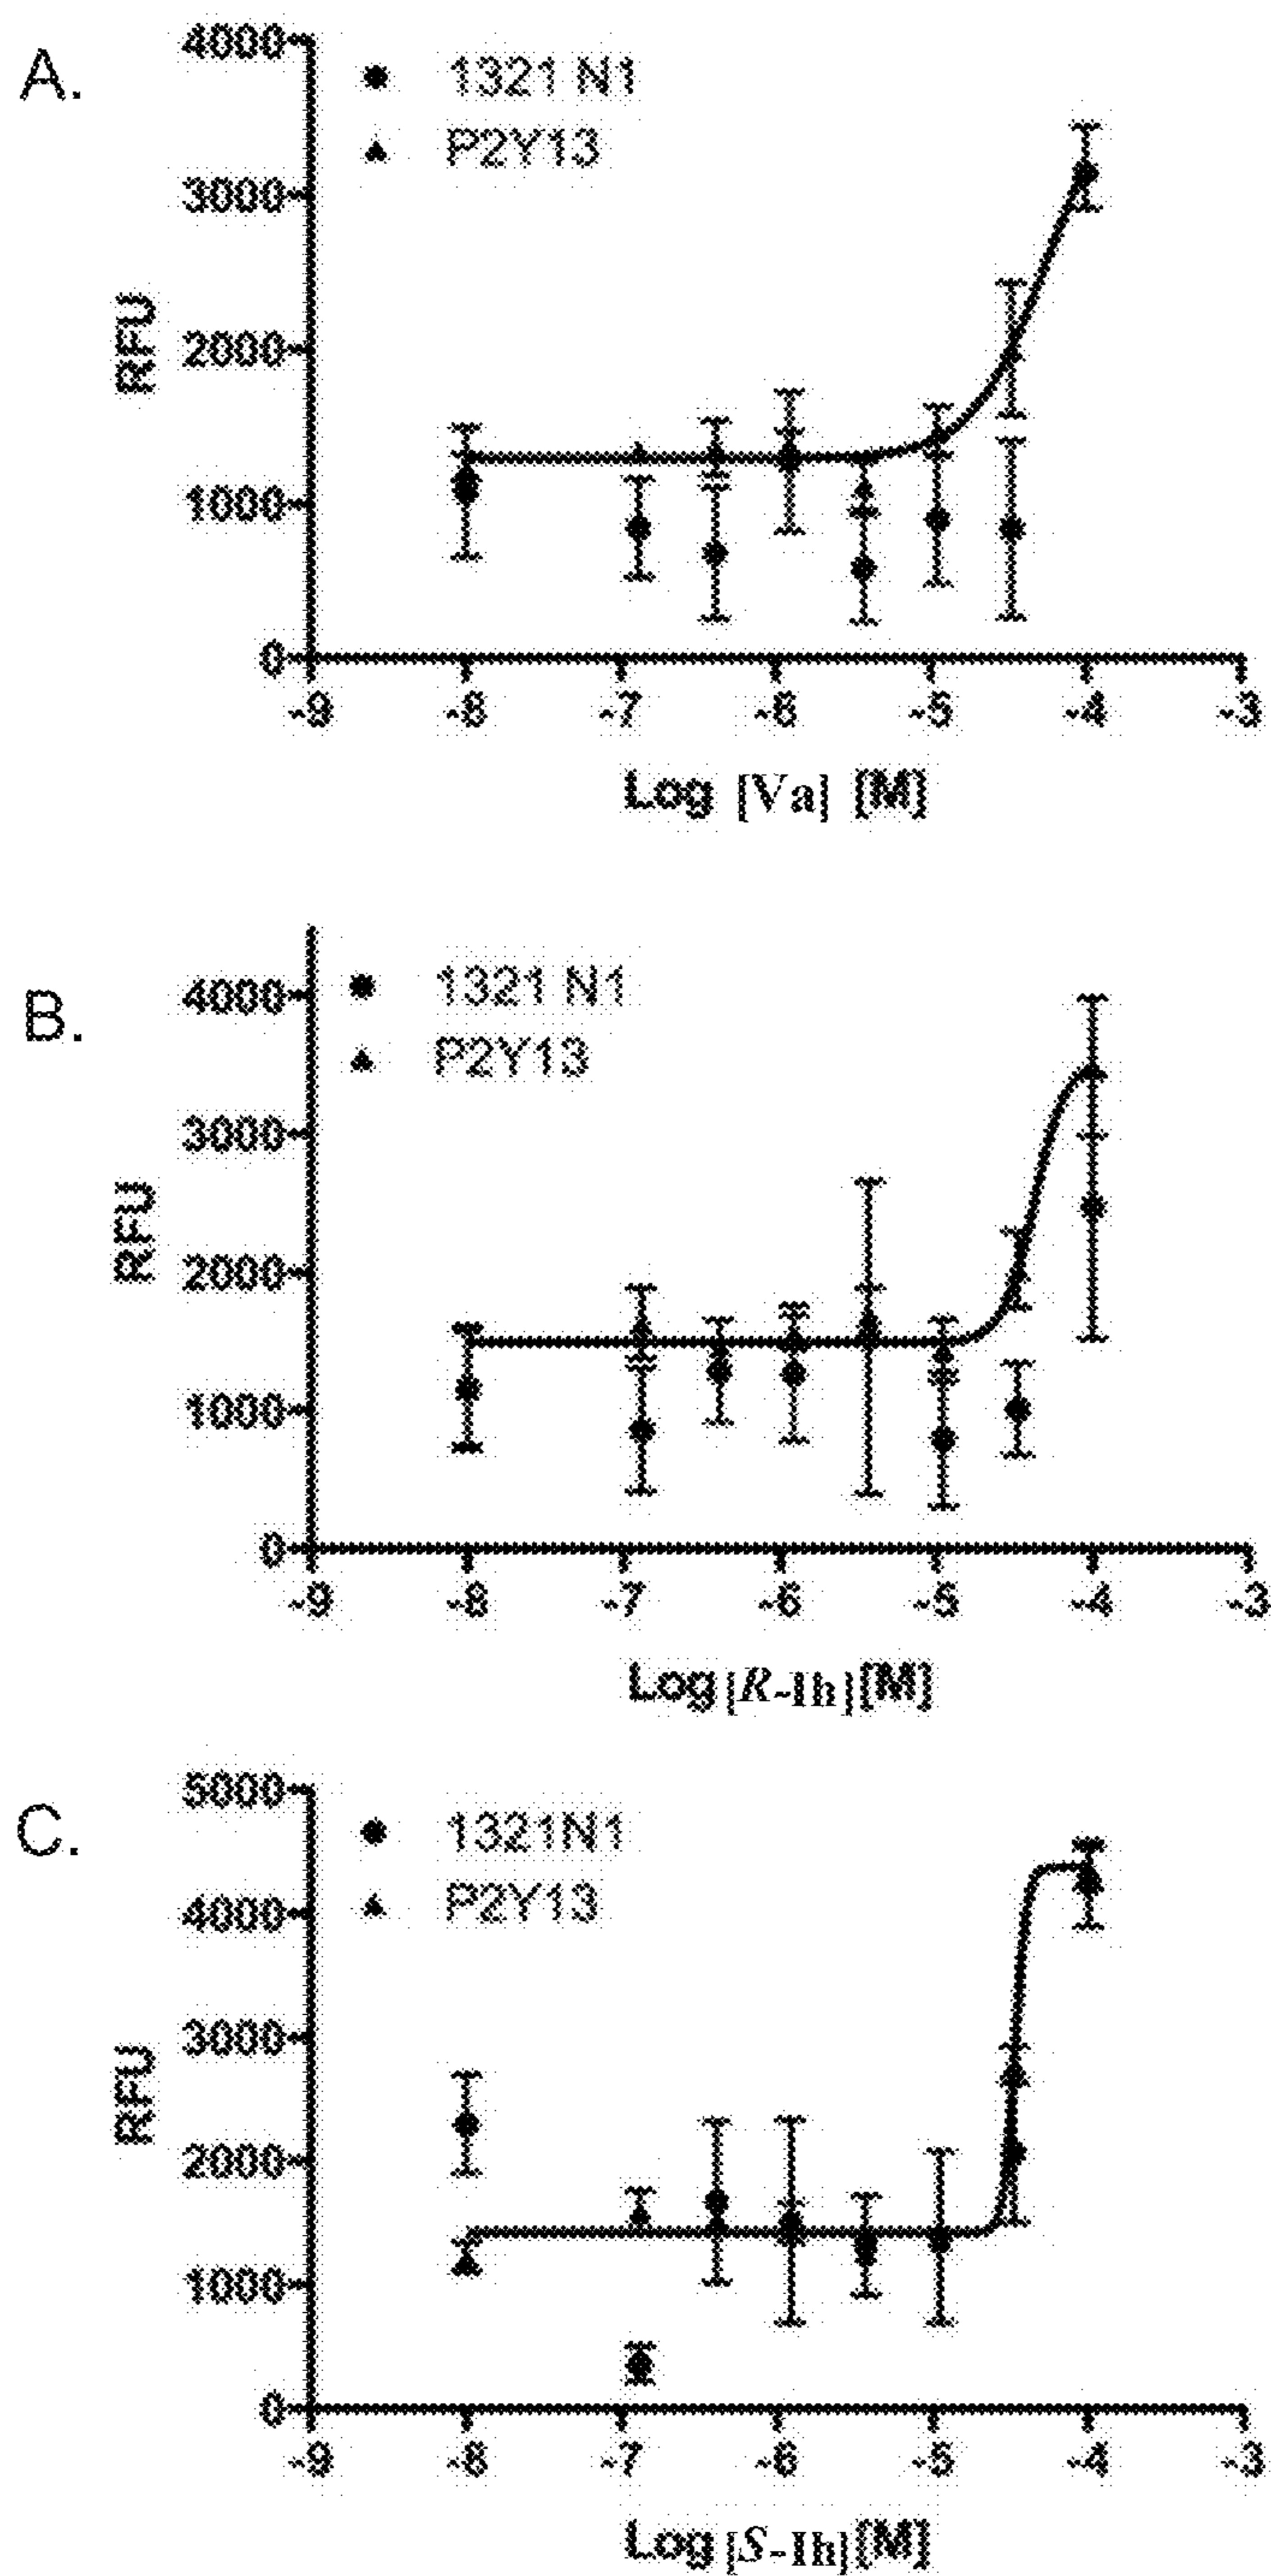 A.
4000
3000
2000
1000
0
RFU
1321 N1
P2Y13
-9 -8 -7 -6 -5 -4 -3
Log [Va] [M]
B.
4000
3000
2000
1000
0
RFU
1321 N1
P2Y13
-9 -8 -7 -6 -5 -4 -3
Log [R-Ih] [M]
C.
5000
4000
3000
2000
1000
0
RFU
1321N1
P2Y13
-9 -8 -7 -6 -5 -4 -3
Log [S-Ih] [M]